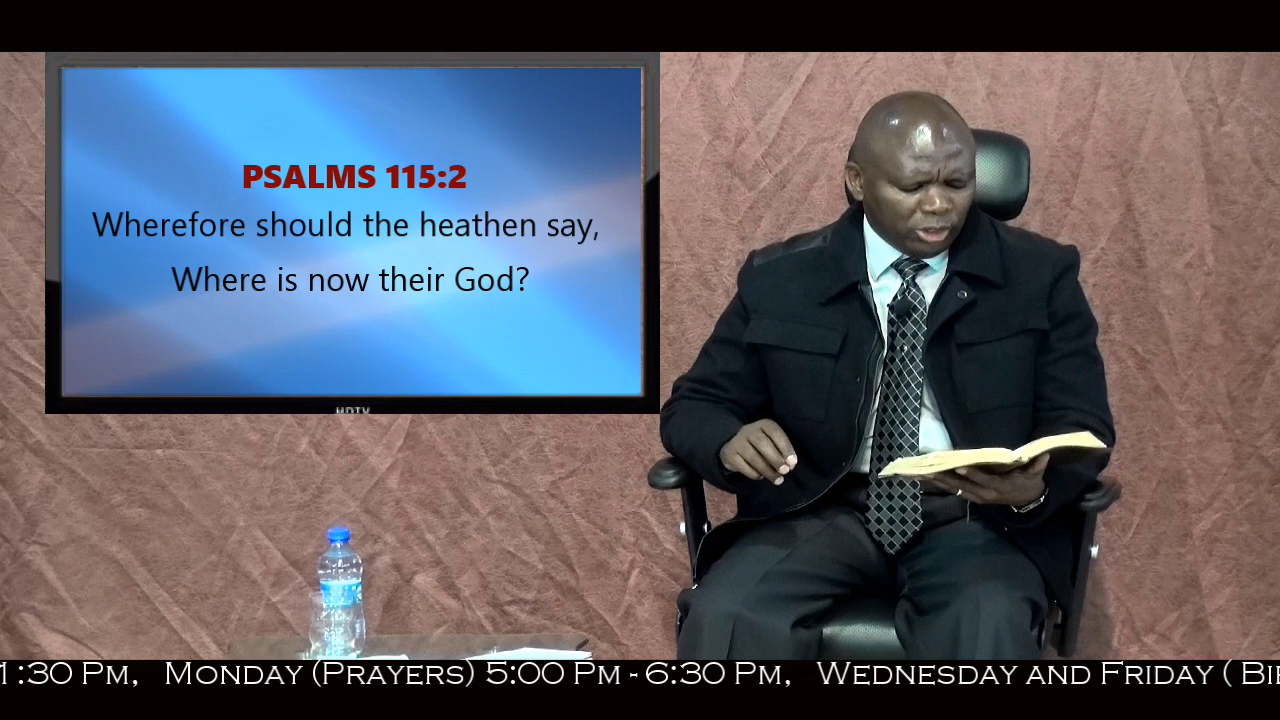 PSALMS 115:2
Wherefore should the heathen say,
Where is now their God?
HDTV
:30 PM, MONDAY (PRAYERS) 5:00 PM - 6:30 PM, WEDNESDAY AND FRIDAY (